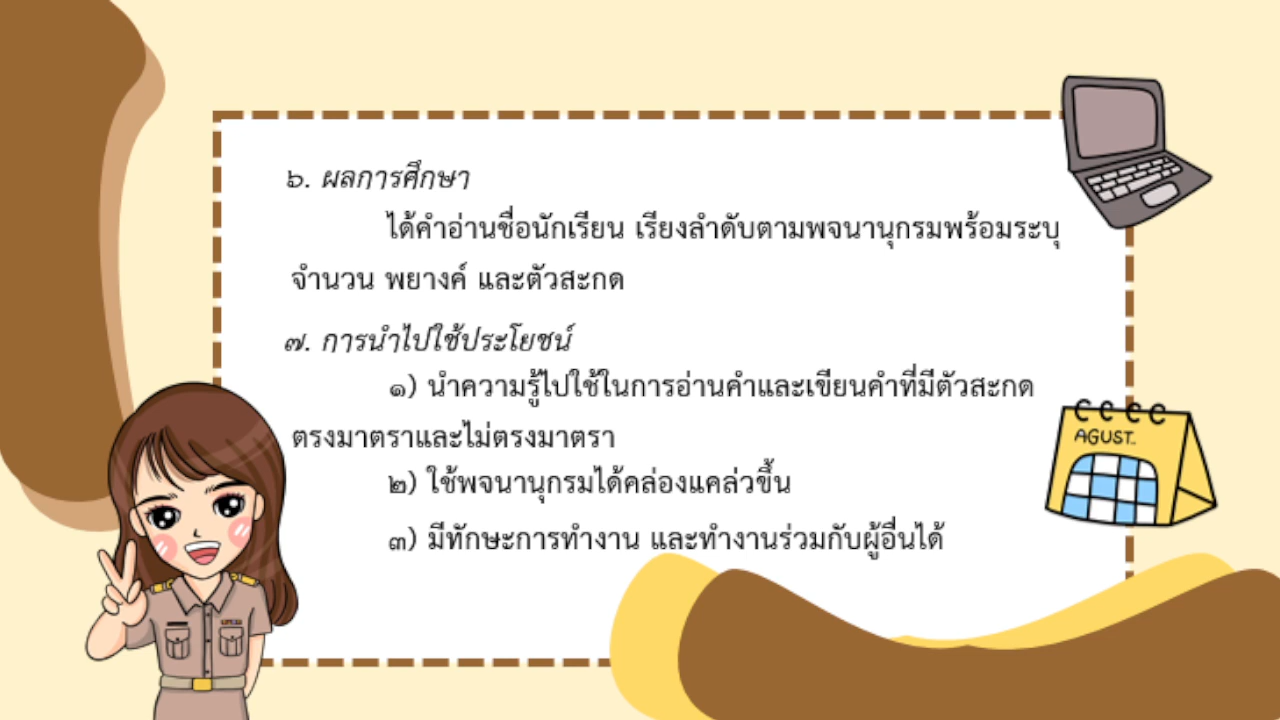 ๖. ผลการศึกษา
ได้คำอ่านชื่อนักเรียน เรียงลำดับตามพจนานุกรมพร้อมระบุ
จำนวน พยางค์ และตัวสะกด
๗. การนำไปใช้ประโยชน์
๑) นำความรู้ไปใช้ในการอ่านคำและเขียนคำที่มีตัวสะกด
ตรงมาตราและไม่ตรงมาตรา
๒) ใช้พจนานุกรมได้คล่องแคล่วขึ้น
๓) มีทักษะการทำงาน และทำงานร่วมกับผู้อื่นได้
AGUST..